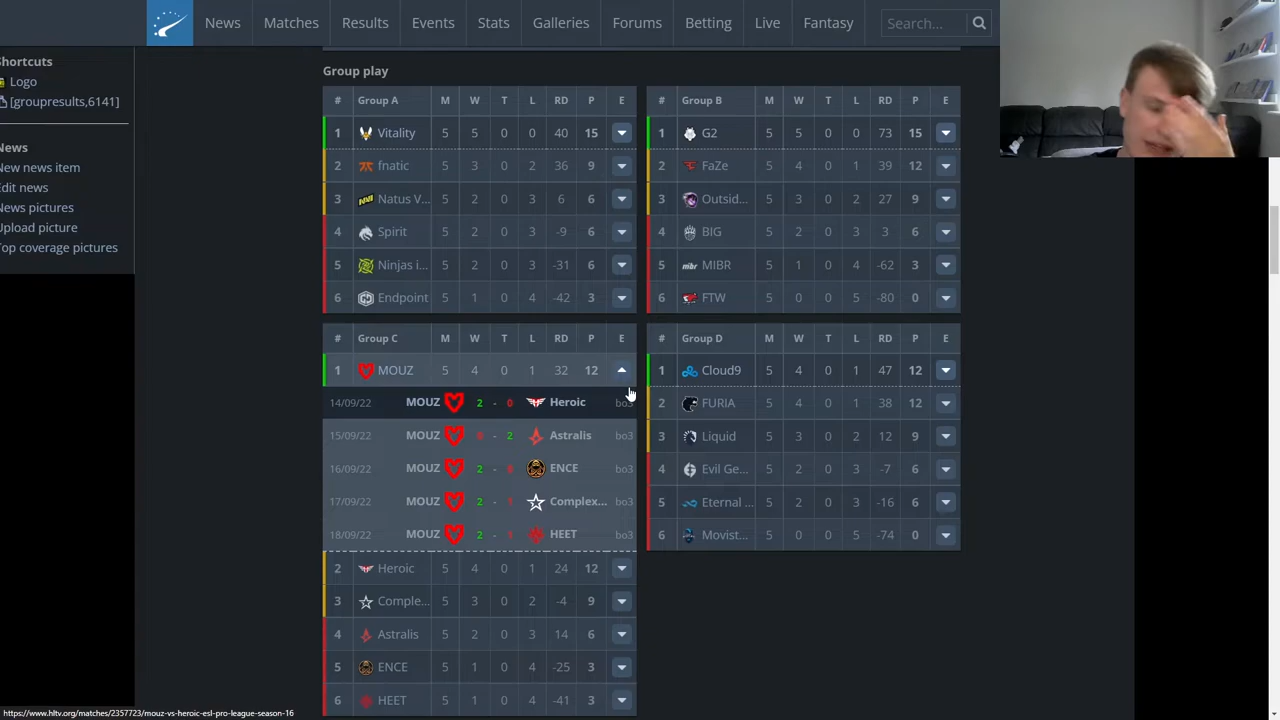 News Matches Results Events Stats Galleries Forums Betting Live Fantasy Search...
Shortcuts
Logo
[groupresults,6141]
News
New news item
Edit news
News pictures
Upload picture
Top coverage pictures
Group play
# Group A M W T L RD P E
1 Vitality 5 5 0 0 40 15
2 fnatic 5 3 0 2 36 9
3 Natus V... 5 2 0 3 6 6
4 Spirit 5 2 0 3 -9 6
5 Ninjas i... 5 2 0 3 -31 6
6 Endpoint 5 1 0 4 -42 3
# Group B M W T L RD P E
1 G2 5 5 0 0 73 15
2 FaZe 5 4 0 1 39 12
3 Outsid... 5 3 0 2 27 9
4 BIG 5 2 0 3 3 6
5 mibr MIBR 5 1 0 4 -62 3
6 FTW 5 0 0 5 -80 0
# Group C M W T L RD P E
1 MOUZ 5 4 0 1 32 12
14/09/22 MOUZ 2 - 0 Heroic bo3
15/09/22 MOUZ 0 - 2 Astralis bo3
16/09/22 MOUZ 2 - 0 ENCE bo3
17/09/22 MOUZ 2 - 1 Complex... bo3
18/09/22 MOUZ 2 - 1 HEET bo3
2 Heroic 5 4 0 1 24 12
3 Comple... 5 3 0 2 -4 9
4 Astralis 5 2 0 3 14 6
5 ENCE 5 1 0 4 -25 3
6 HEET 5 1 0 4 -41 3
# Group D M W T L RD P E
1 Cloud9 5 4 0 1 47 12
2 FURIA 5 4 0 1 38 12
3 Liquid 5 3 0 2 12 9
4 Evil Ge... 5 2 0 3 -7 6
5 Eternal ... 5 2 0 3 -16 6
6 Movist... 5 0 0 5 -74 0
https://www.hltv.org/matches/2357723/mouz-vs-heroic-esl-pro-league-season-16